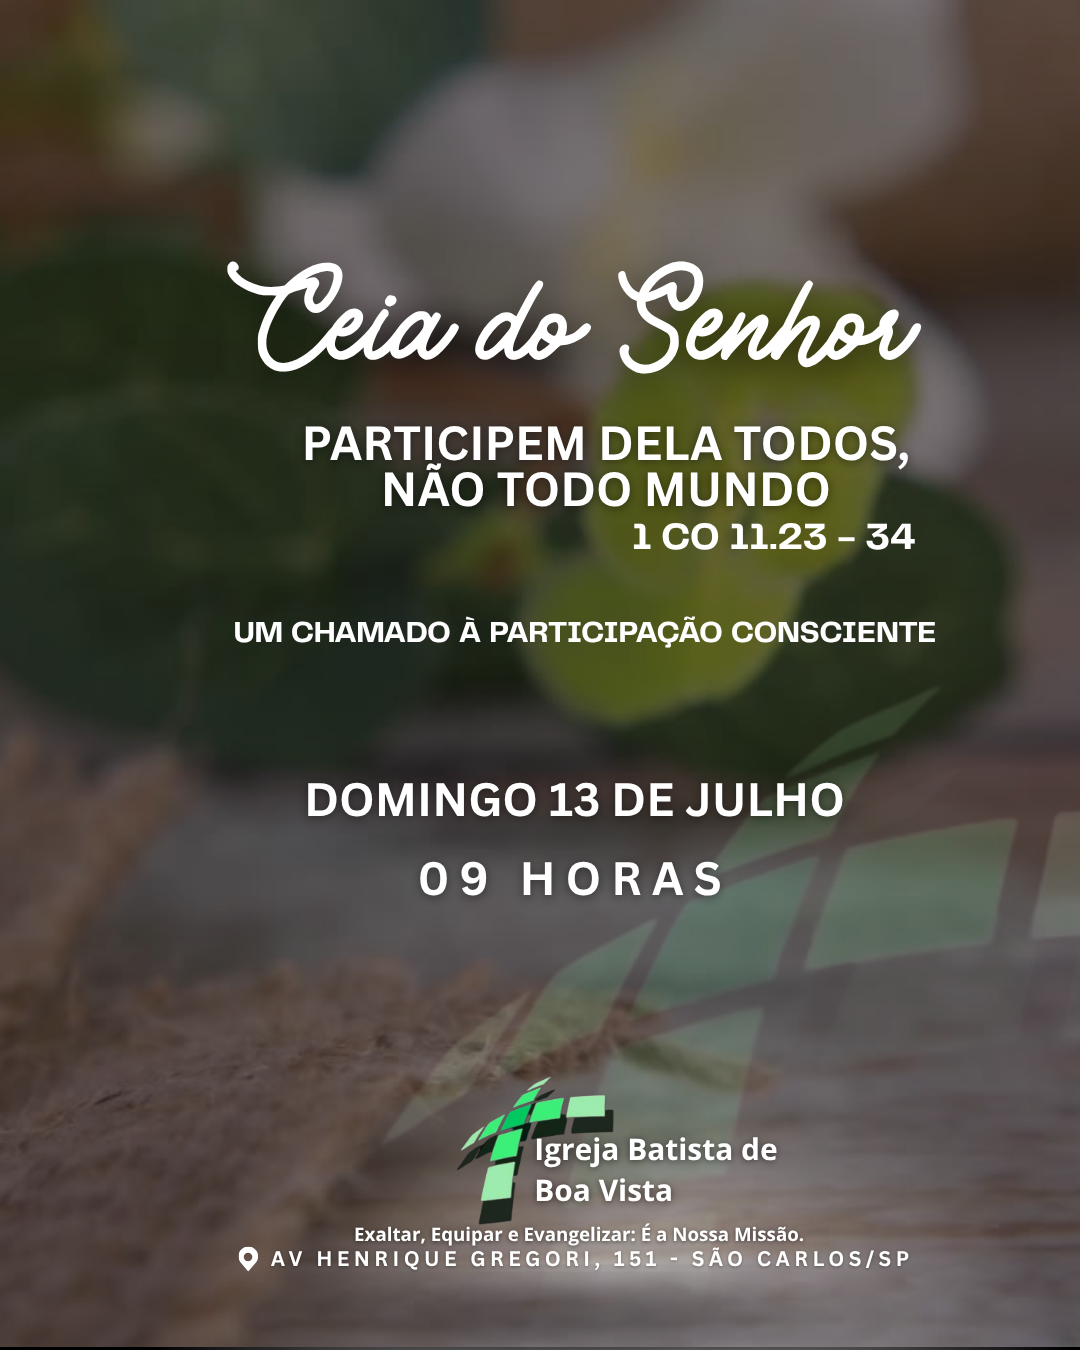 Ceia do Senhor
PARTICIPEM DELA TODOS,
NÃO TODO MUNDO
1 CO 11.23 - 34
UM CHAMADO À PARTICIPAÇÃO CONSCIENTE
DOMINGO 13 DE JULHO
09 HORAS
Igreja Batista de
Boa Vista
Exaltar, Equipar e Evangelizar: É a Nossa Missão.
AV HENRIQUE GREGORI, 151 - SÃO CARLOS/SP